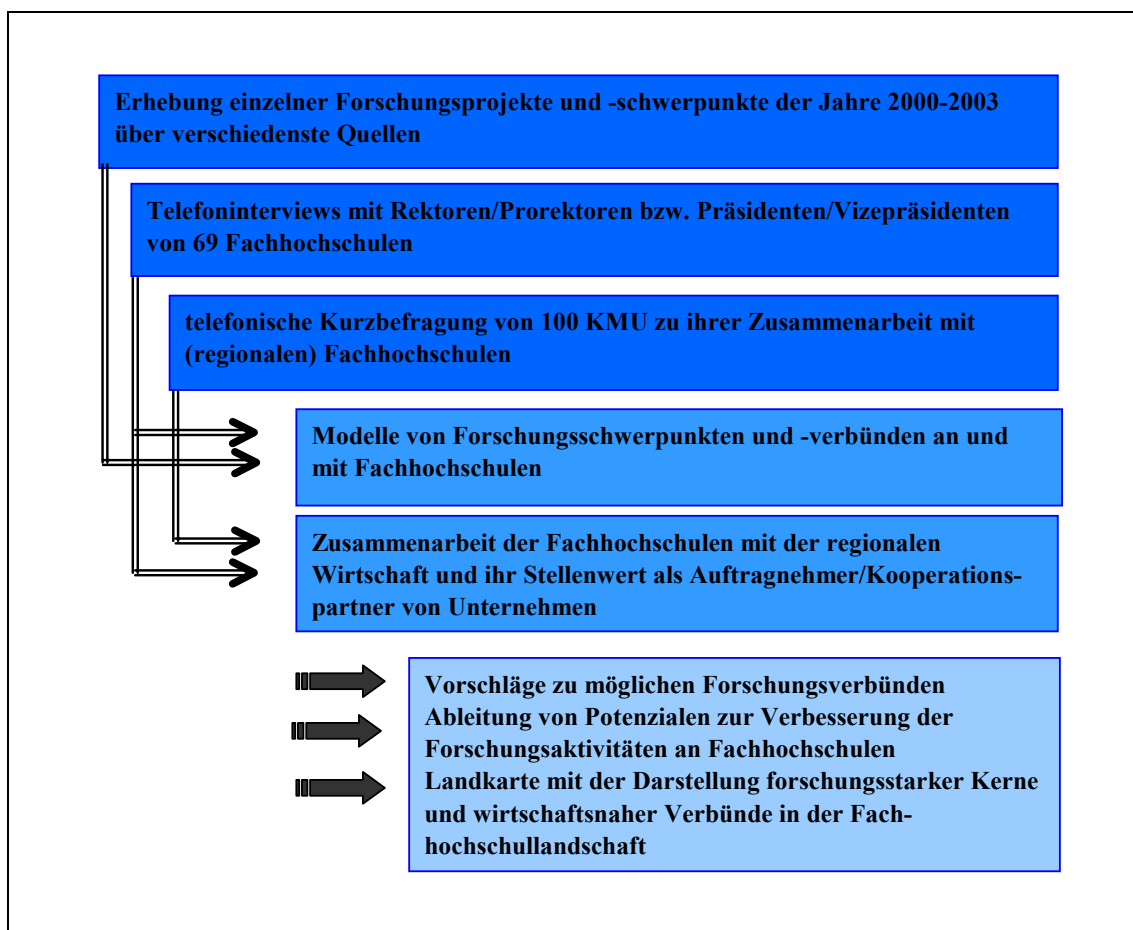 Erhebung einzelner Forschungsprojekte und -schwerpunkte der Jahre 2000-2003
über verschiedenste Quellen
Telefoninterviews mit Rektoren/Prorektoren bzw. Präsidenten/Vizepräsidenten
von 69 Fachhochschulen
telefonische Kurzbefragung von 100 KMU zu ihrer Zusammenarbeit mit
(regionalen) Fachhochschulen
Modelle von Forschungsschwerpunkten und -verbünden an und
mit Fachhochschulen
Zusammenarbeit der Fachhochschulen mit der regionalen
Wirtschaft und ihr Stellenwert als Auftragnehmer/Kooperations-
partner von Unternehmen
Vorschläge zu möglichen Forschungsverbünden
Ableitung von Potenzialen zur Verbesserung der
Forschungsaktivitäten an Fachhochschulen
Landkarte mit der Darstellung forschungsstarker Kerne
und wirtschaftsnaher Verbünde in der Fach-
hochschullandschaft